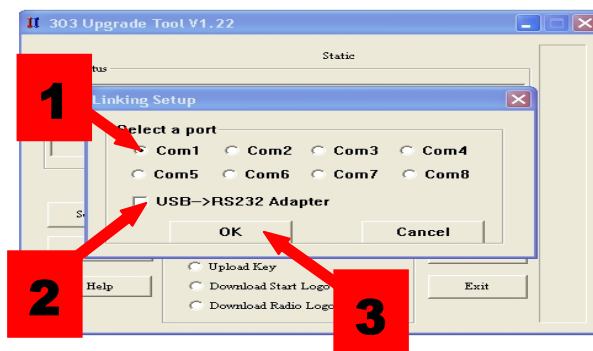 303 Upgrade Tool V1.22
Static
tus
Linking Setup
Select a port
Com1 Com2 Com3 Com4
Com5 Com6 Com7 Com8
USB->RS232 Adapter
OK Cancel
Upload Key
Help Download Start Logo Exit
Download Radio Logo
1
2
3